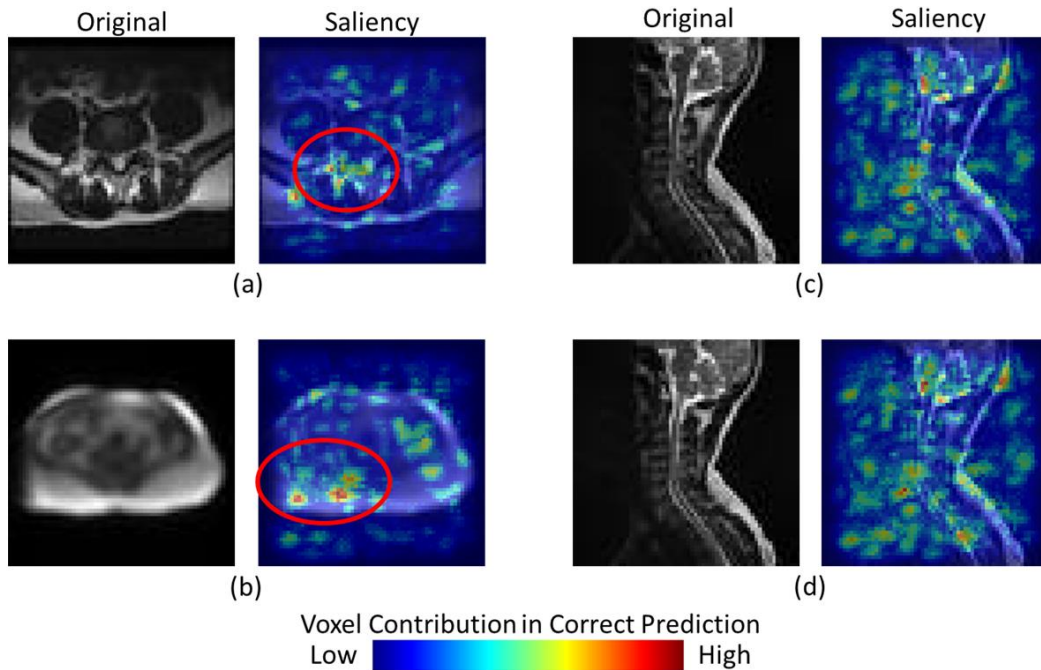 Original Saliency Original Saliency
(a) (c)
(b) (d)
Voxel Contribution in Correct Prediction
Low High